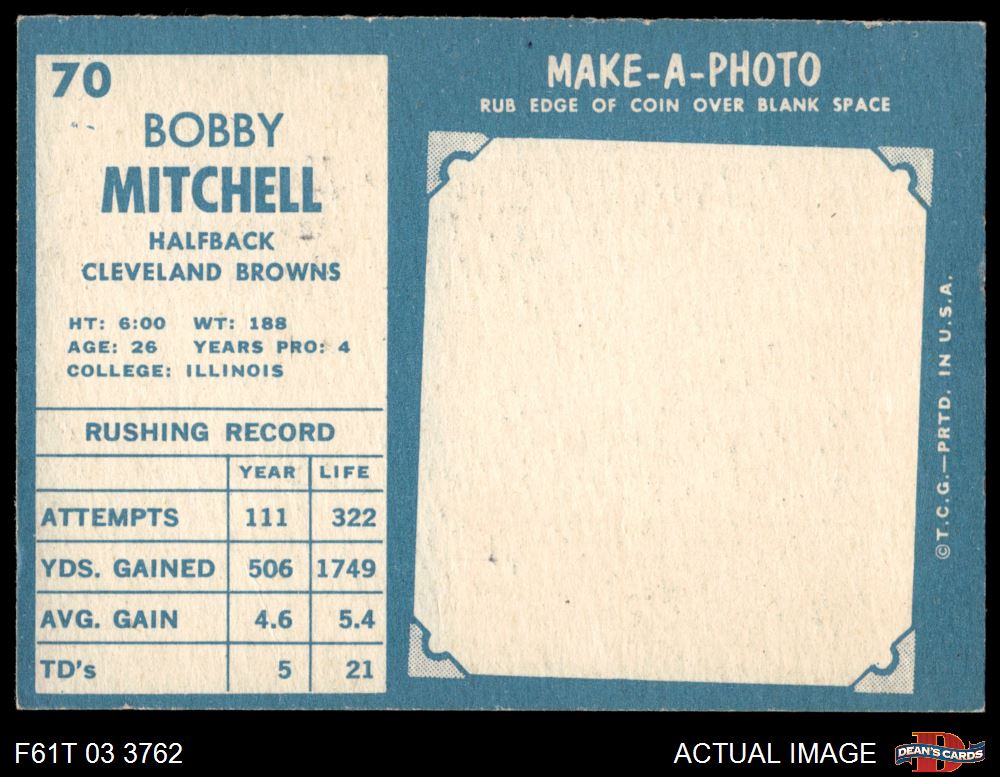 70
BOBBY
MITCHELL
HALFBACK
CLEVELAND BROWNS
HT: 6:00 WT: 188
AGE: 26 YEARS PRO: 4
COLLEGE: ILLINOIS
RUSHING RECORD
YEAR LIFE
ATTEMPTS 111 322
YDS. GAINED 506 1749
AVG. GAIN 4.6 5.4
TD's 5 21
MAKE-A-PHOTO
RUB EDGE OF COIN OVER BLANK SPACE
© T.C.G.—PRTD. IN U.S.A.
F61T 03 3762
ACTUAL IMAGE
D
DEAN'S CARDS